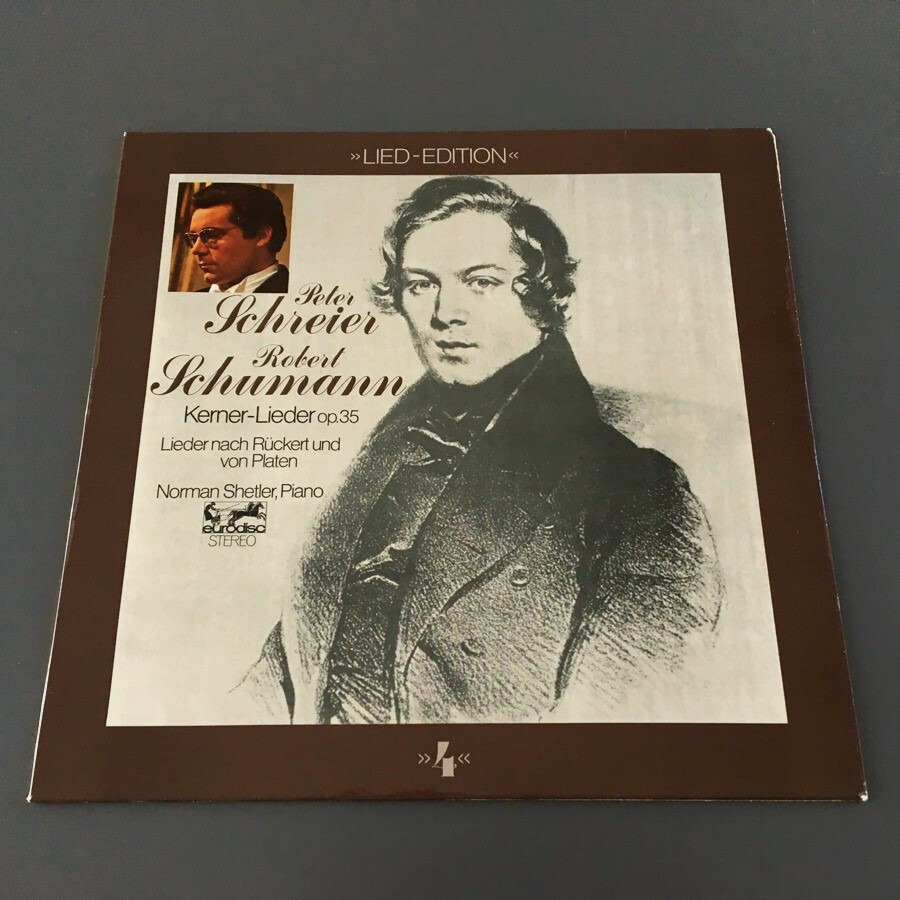 »LIED-EDITION«
Peter
Schreier
Robert
Schumann
Kerner-Lieder op.35
Lieder nach Rückert und
von Platen
Norman Shetler, Piano
eurodisc
STEREO
»4«